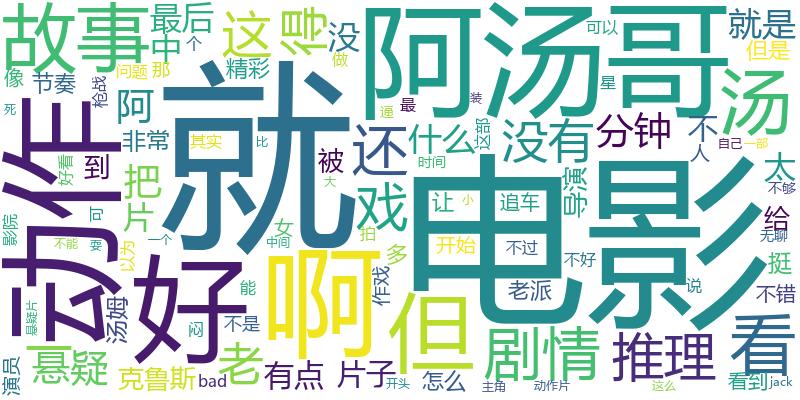 故事
最后
中
个
这
得
没
做
阿汤哥
可以
就是
但是
像
节奏
问题
那
精彩
枪战
最
装
星
汤
死
阿
就
还
逼
什么
这部
没有
分钟
不
人
自己
一部
动作
好看
到
非常
其实
比
被
时间
大
太
不够
把
片
戏
让
追车
导演
给
无聊
影院
可
不能
耍
以为
一个
女
中间
小
拍
多
开始
不过
电影
挺
悬疑片
汤姆
好
闷
能
啊
作戏
但
老派
不好
说
不错
演员
悬疑
克鲁斯
不是
bad
老
有点
片子
开头
怎么
剧情
主角
推理
动作片
看
这么
看到
jack